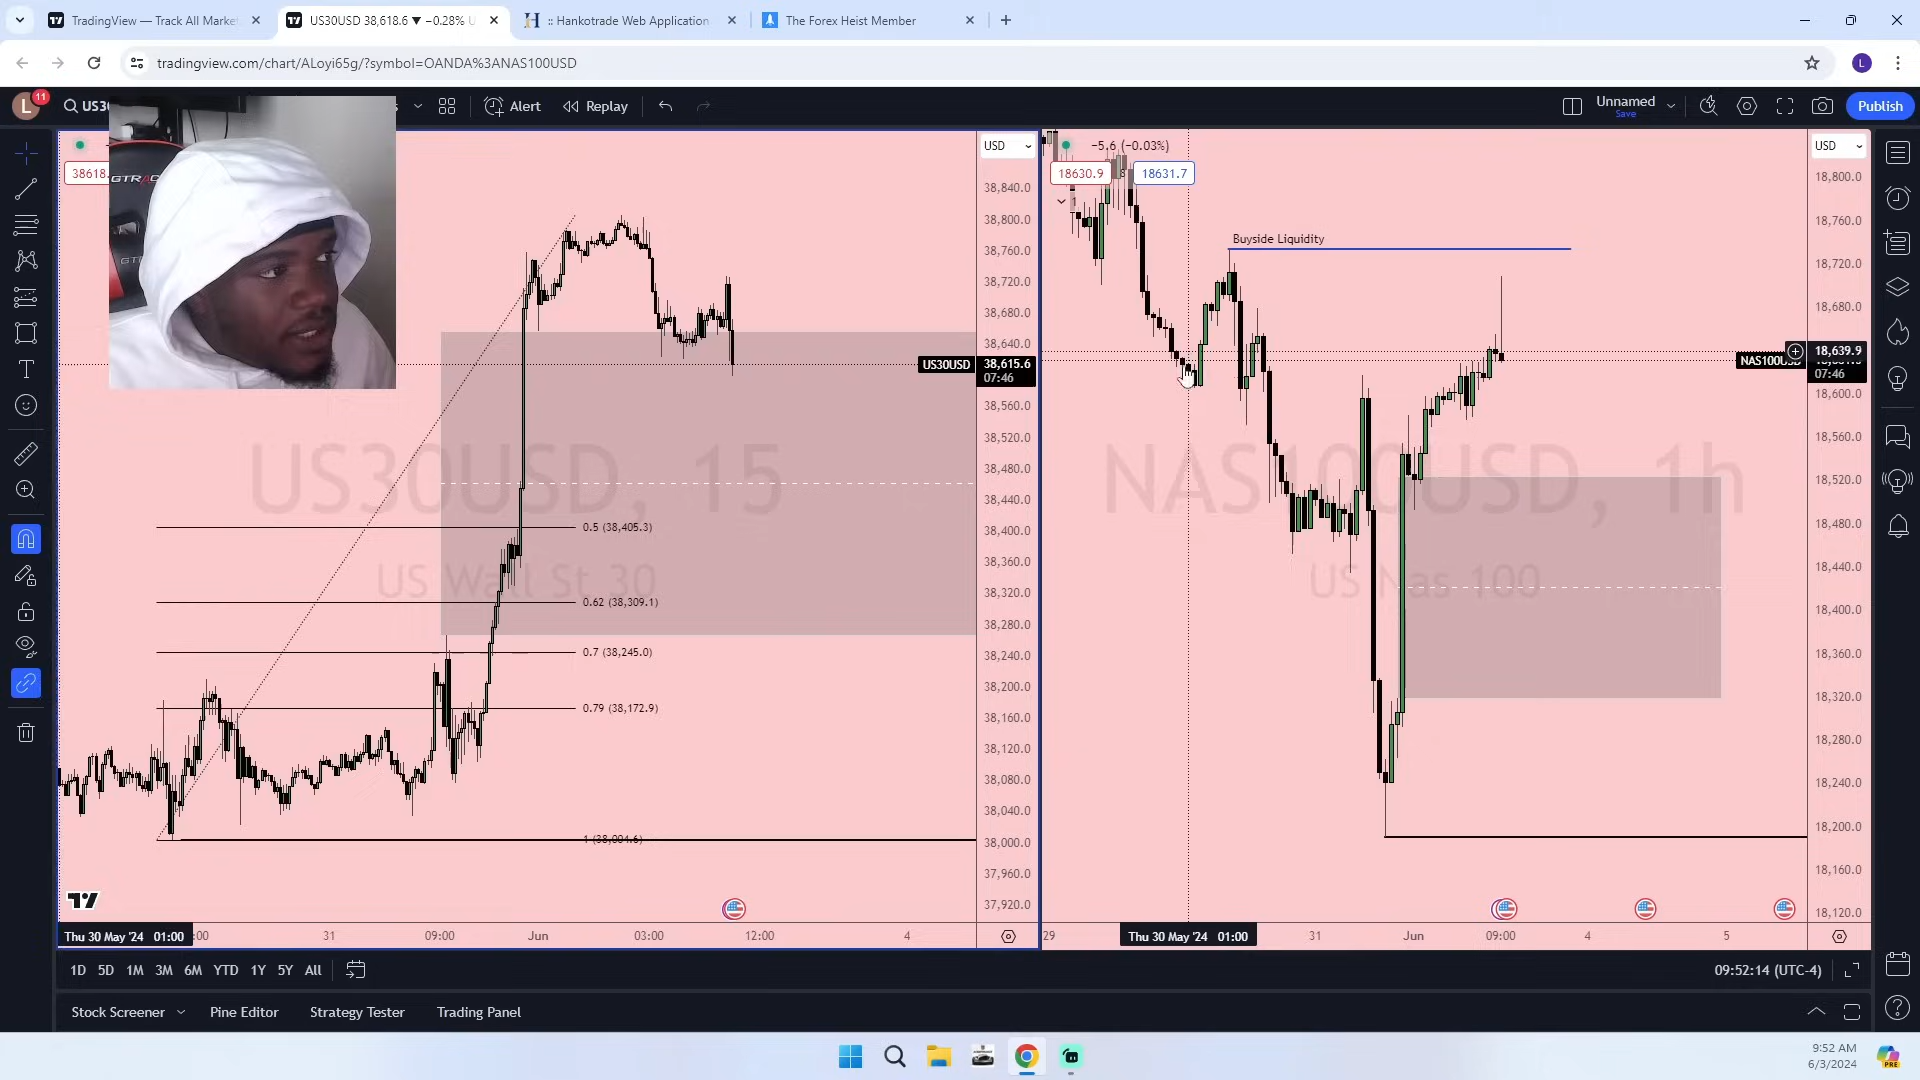 TradingView — Track All Marke
US30USD 38,618.6 ▼ −0.28% U
:: Hankotrade Web Application
The Forex Heist Member
tradingview.com/chart/ALoyi65g/?symbol=OANDA%3ANAS100USD
L
L
11
US3
Alert
Replay
Unnamed
Save
Publish
GTRAC
38618.
USD
38,840.0
38,800.0
38,760.0
38,720.0
38,680.0
38,640.0
US30USD
38,615.6
07:46
38,560.0
38,520.0
38,480.0
38,440.0
38,400.0
38,360.0
38,320.0
38,280.0
38,240.0
38,200.0
38,160.0
38,120.0
38,080.0
38,040.0
38,000.0
37,960.0
37,920.0
US30USD, 15
US Wall St 30
0.5 (38,405.3)
0.62 (38,309.1)
0.7 (38,245.0)
0.79 (38,172.9)
1 (38,004.6)
Thu 30 May '24 01:00
:00
31
09:00
Jun
03:00
12:00
4
−5.6 (−0.03%)
18630.9
18631.7
1
Buyside Liquidity
USD
18,800.0
18,760.0
18,720.0
18,680.0
18,639.9
NAS100USD
07:46
18,600.0
18,560.0
18,520.0
18,480.0
18,440.0
18,400.0
18,360.0
18,320.0
18,280.0
18,240.0
18,200.0
18,160.0
18,120.0
NAS100USD, 1h
US Nas 100
29
Thu 30 May '24 01:00
31
Jun
09:00
4
5
1D 5D 1M 3M 6M YTD 1Y 5Y All
09:52:14 (UTC-4)
Stock Screener
Pine Editor
Strategy Tester
Trading Panel
9:52 AM
6/3/2024
PRE